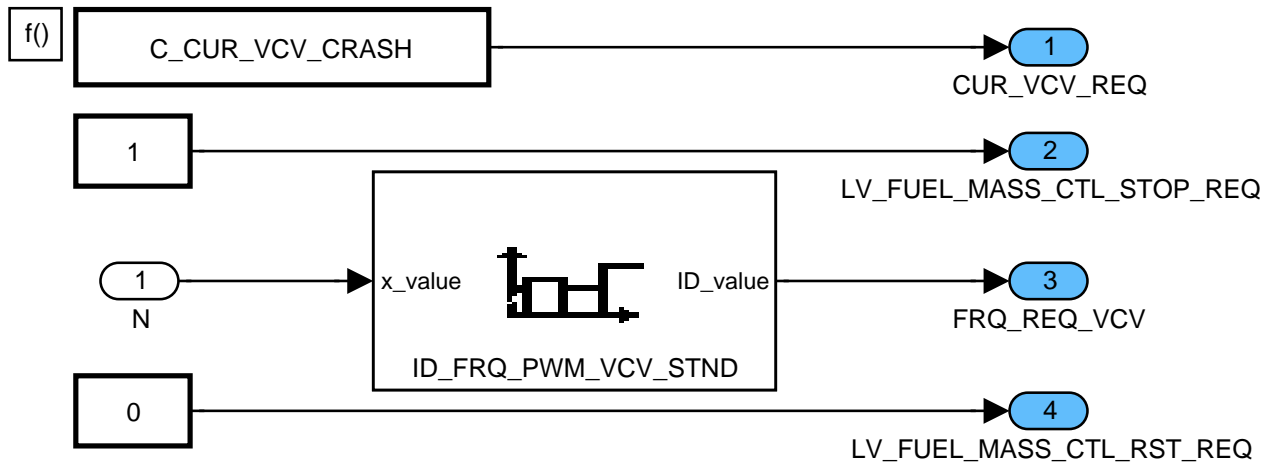 f()
C_CUR_VCV_CRASH
1
CUR_VCV_REQ
1
2
LV_FUEL_MASS_CTL_STOP_REQ
1
N
x_value
ID_value
ID_FRQ_PWM_VCV_STND
3
FRQ_REQ_VCV
0
4
LV_FUEL_MASS_CTL_RST_REQ